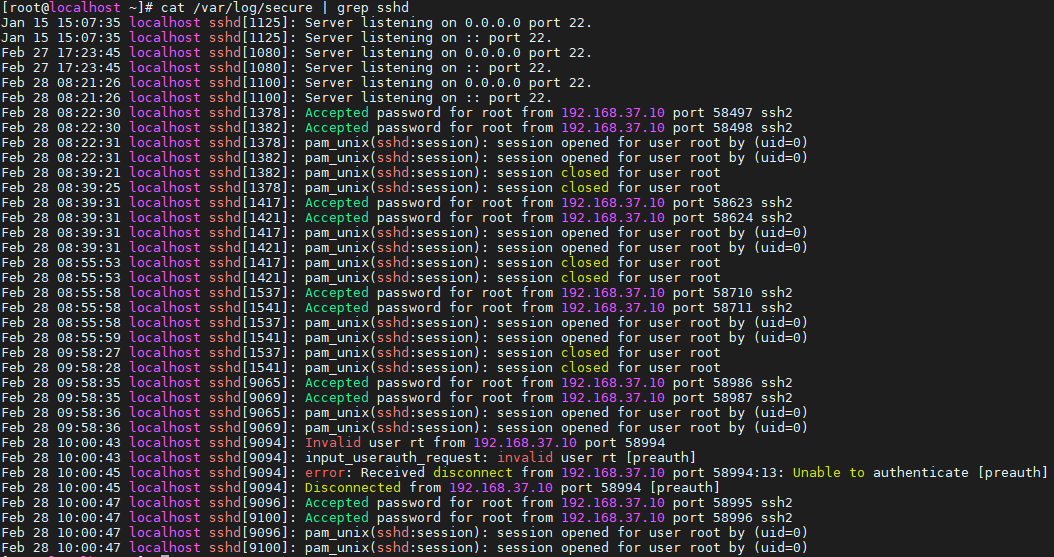 [root@localhost ~]# cat /var/log/secure | grep sshd
Jan 15 15:07:35 localhost sshd[1125]: Server listening on 0.0.0.0 port 22.
Jan 15 15:07:35 localhost sshd[1125]: Server listening on :: port 22.
Feb 27 17:23:45 localhost sshd[1080]: Server listening on 0.0.0.0 port 22.
Feb 27 17:23:45 localhost sshd[1080]: Server listening on :: port 22.
Feb 28 08:21:26 localhost sshd[1100]: Server listening on 0.0.0.0 port 22.
Feb 28 08:21:26 localhost sshd[1100]: Server listening on :: port 22.
Feb 28 08:22:30 localhost sshd[1378]: Accepted password for root from 192.168.37.10 port 58497 ssh2
Feb 28 08:22:30 localhost sshd[1382]: Accepted password for root from 192.168.37.10 port 58498 ssh2
Feb 28 08:22:31 localhost sshd[1378]: pam_unix(sshd:session): session opened for user root by (uid=0)
Feb 28 08:22:31 localhost sshd[1382]: pam_unix(sshd:session): session opened for user root by (uid=0)
Feb 28 08:39:21 localhost sshd[1382]: pam_unix(sshd:session): session closed for user root
Feb 28 08:39:25 localhost sshd[1378]: pam_unix(sshd:session): session closed for user root
Feb 28 08:39:31 localhost sshd[1417]: Accepted password for root from 192.168.37.10 port 58623 ssh2
Feb 28 08:39:31 localhost sshd[1421]: Accepted password for root from 192.168.37.10 port 58624 ssh2
Feb 28 08:39:31 localhost sshd[1417]: pam_unix(sshd:session): session opened for user root by (uid=0)
Feb 28 08:39:31 localhost sshd[1421]: pam_unix(sshd:session): session opened for user root by (uid=0)
Feb 28 08:55:53 localhost sshd[1417]: pam_unix(sshd:session): session closed for user root
Feb 28 08:55:53 localhost sshd[1421]: pam_unix(sshd:session): session closed for user root
Feb 28 08:55:58 localhost sshd[1537]: Accepted password for root from 192.168.37.10 port 58710 ssh2
Feb 28 08:55:58 localhost sshd[1541]: Accepted password for root from 192.168.37.10 port 58711 ssh2
Feb 28 08:55:58 localhost sshd[1537]: pam_unix(sshd:session): session opened for user root by (uid=0)
Feb 28 08:55:59 localhost sshd[1541]: pam_unix(sshd:session): session opened for user root by (uid=0)
Feb 28 09:58:27 localhost sshd[1537]: pam_unix(sshd:session): session closed for user root
Feb 28 09:58:28 localhost sshd[1541]: pam_unix(sshd:session): session closed for user root
Feb 28 09:58:35 localhost sshd[9065]: Accepted password for root from 192.168.37.10 port 58986 ssh2
Feb 28 09:58:35 localhost sshd[9069]: Accepted password for root from 192.168.37.10 port 58987 ssh2
Feb 28 09:58:36 localhost sshd[9065]: pam_unix(sshd:session): session opened for user root by (uid=0)
Feb 28 09:58:36 localhost sshd[9069]: pam_unix(sshd:session): session opened for user root by (uid=0)
Feb 28 10:00:43 localhost sshd[9094]: Invalid user rt from 192.168.37.10 port 58994
Feb 28 10:00:43 localhost sshd[9094]: input_userauth_request: invalid user rt [preauth]
Feb 28 10:00:45 localhost sshd[9094]: error: Received disconnect from 192.168.37.10 port 58994:13: Unable to authenticate [preauth]
Feb 28 10:00:45 localhost sshd[9094]: Disconnected from 192.168.37.10 port 58994 [preauth]
Feb 28 10:00:47 localhost sshd[9096]: Accepted password for root from 192.168.37.10 port 58995 ssh2
Feb 28 10:00:47 localhost sshd[9100]: Accepted password for root from 192.168.37.10 port 58996 ssh2
Feb 28 10:00:47 localhost sshd[9096]: pam_unix(sshd:session): session opened for user root by (uid=0)
Feb 28 10:00:47 localhost sshd[9100]: pam_unix(sshd:session): session opened for user root by (uid=0)